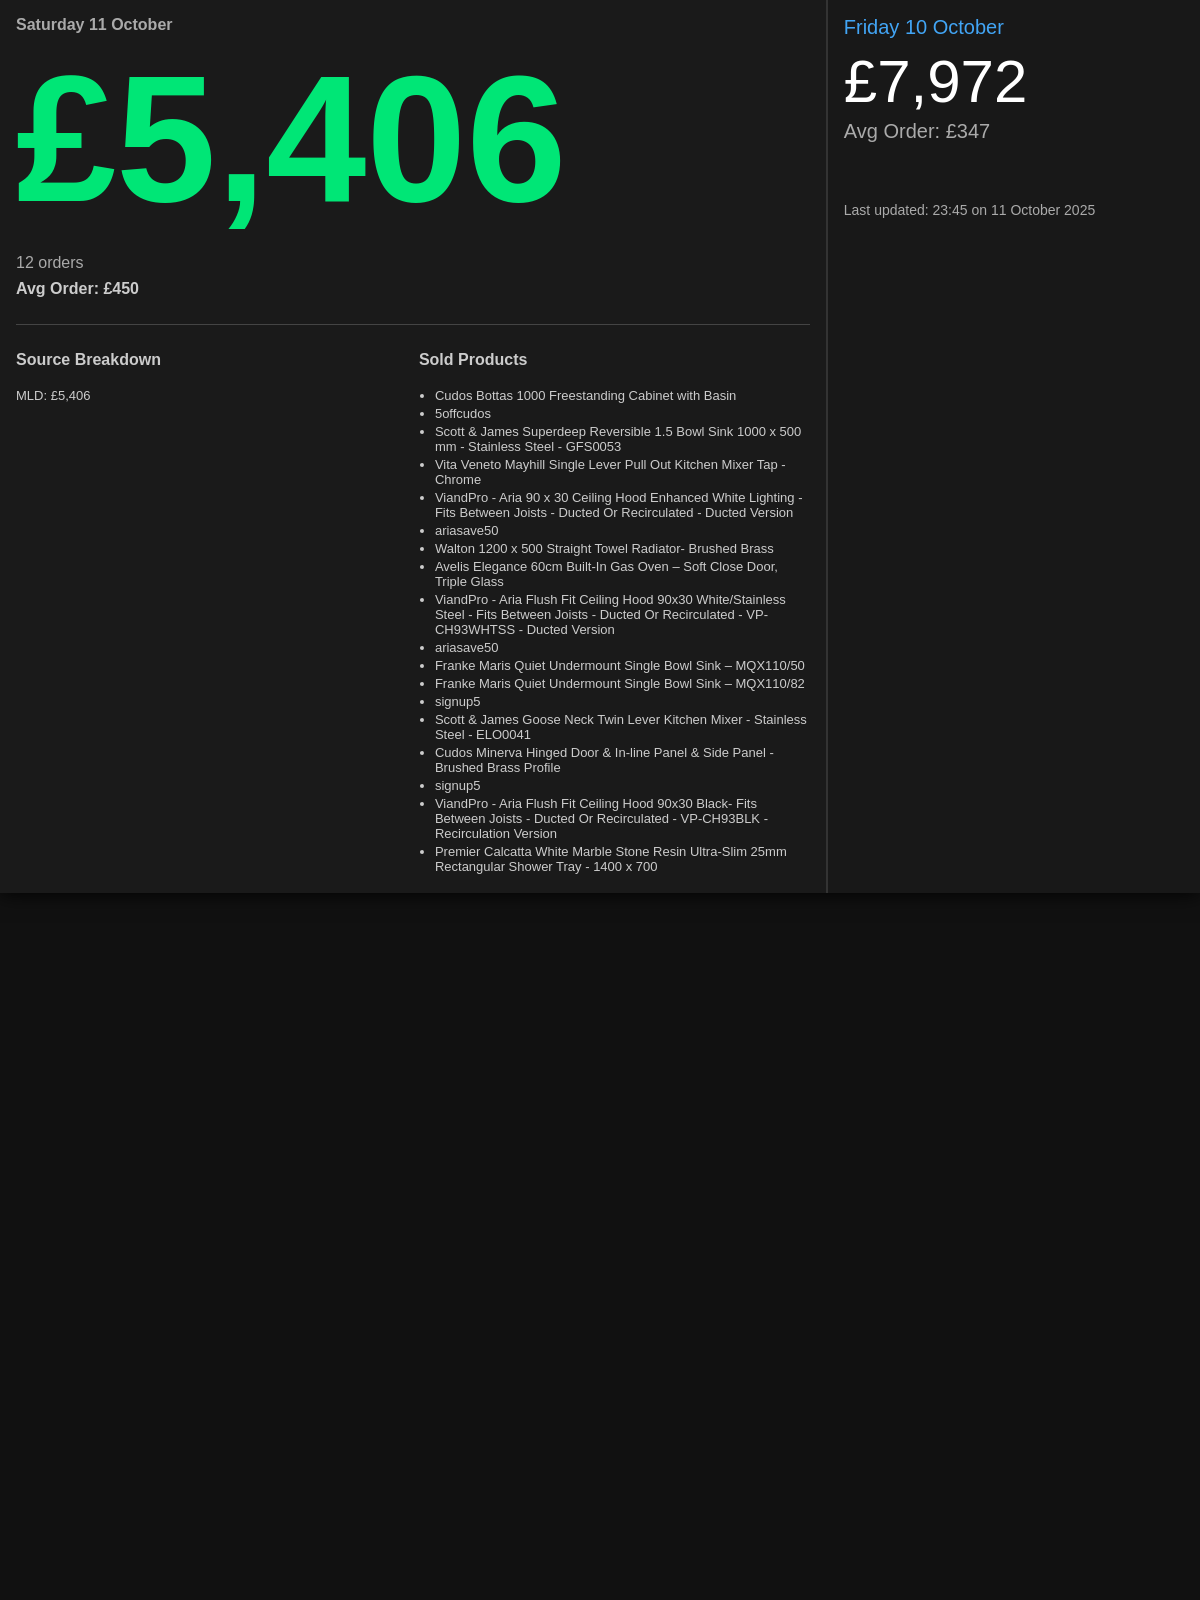 Saturday 11 October
£5,406
12 orders
Avg Order: £450
Source Breakdown
MLD: £5,406
Sold Products
• Cudos Bottas 1000 Freestanding Cabinet with Basin
• 5offcudos
• Scott & James Superdeep Reversible 1.5 Bowl Sink 1000 x 500
mm - Stainless Steel - GFS0053
• Vita Veneto Mayhill Single Lever Pull Out Kitchen Mixer Tap -
Chrome
• ViandPro - Aria 90 x 30 Ceiling Hood Enhanced White Lighting -
Fits Between Joists - Ducted Or Recirculated - Ducted Version
• ariasave50
• Walton 1200 x 500 Straight Towel Radiator- Brushed Brass
• Avelis Elegance 60cm Built-In Gas Oven – Soft Close Door,
Triple Glass
• ViandPro - Aria Flush Fit Ceiling Hood 90x30 White/Stainless
Steel - Fits Between Joists - Ducted Or Recirculated - VP-
CH93WHTSS - Ducted Version
• ariasave50
• Franke Maris Quiet Undermount Single Bowl Sink – MQX110/50
• Franke Maris Quiet Undermount Single Bowl Sink – MQX110/82
• signup5
• Scott & James Goose Neck Twin Lever Kitchen Mixer - Stainless
Steel - ELO0041
• Cudos Minerva Hinged Door & In-line Panel & Side Panel -
Brushed Brass Profile
• signup5
• ViandPro - Aria Flush Fit Ceiling Hood 90x30 Black- Fits
Between Joists - Ducted Or Recirculated - VP-CH93BLK -
Recirculation Version
• Premier Calcatta White Marble Stone Resin Ultra-Slim 25mm
Rectangular Shower Tray - 1400 x 700
Friday 10 October
£7,972
Avg Order: £347
Last updated: 23:45 on 11 October 2025